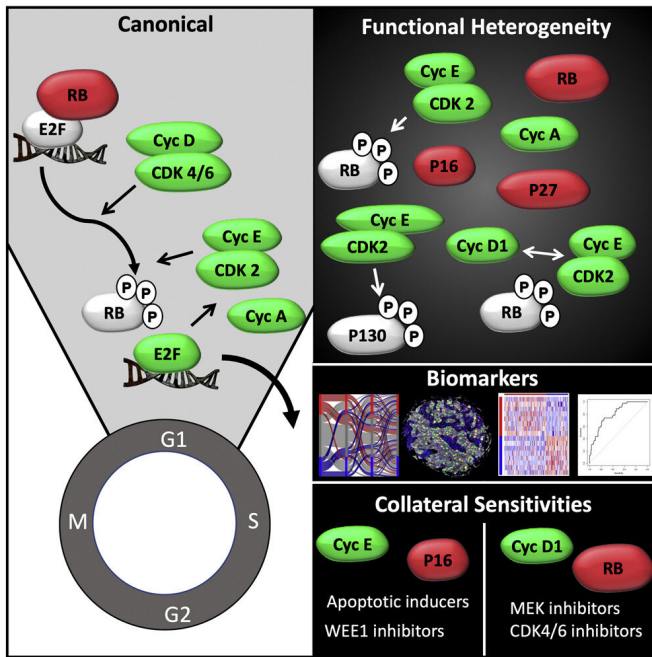 Canonical
RB
E2F
Cyc D
CDK 4/6
Cyc E
CDK 2
P
P
P
RB
Cyc A
E2F
G1
M
S
G2
Functional Heterogeneity
Cyc E
CDK 2
RB
Cyc A
P
P
P
RB
P16
P27
Cyc E
CDK2
Cyc D1
Cyc E
CDK2
P
P
P
RB
P
P
P
P130
Biomarkers
Collateral Sensitivities
Cyc E
P16
Cyc D1
RB
Apoptotic inducers
WEE1 inhibitors
MEK inhibitors
CDK4/6 inhibitors